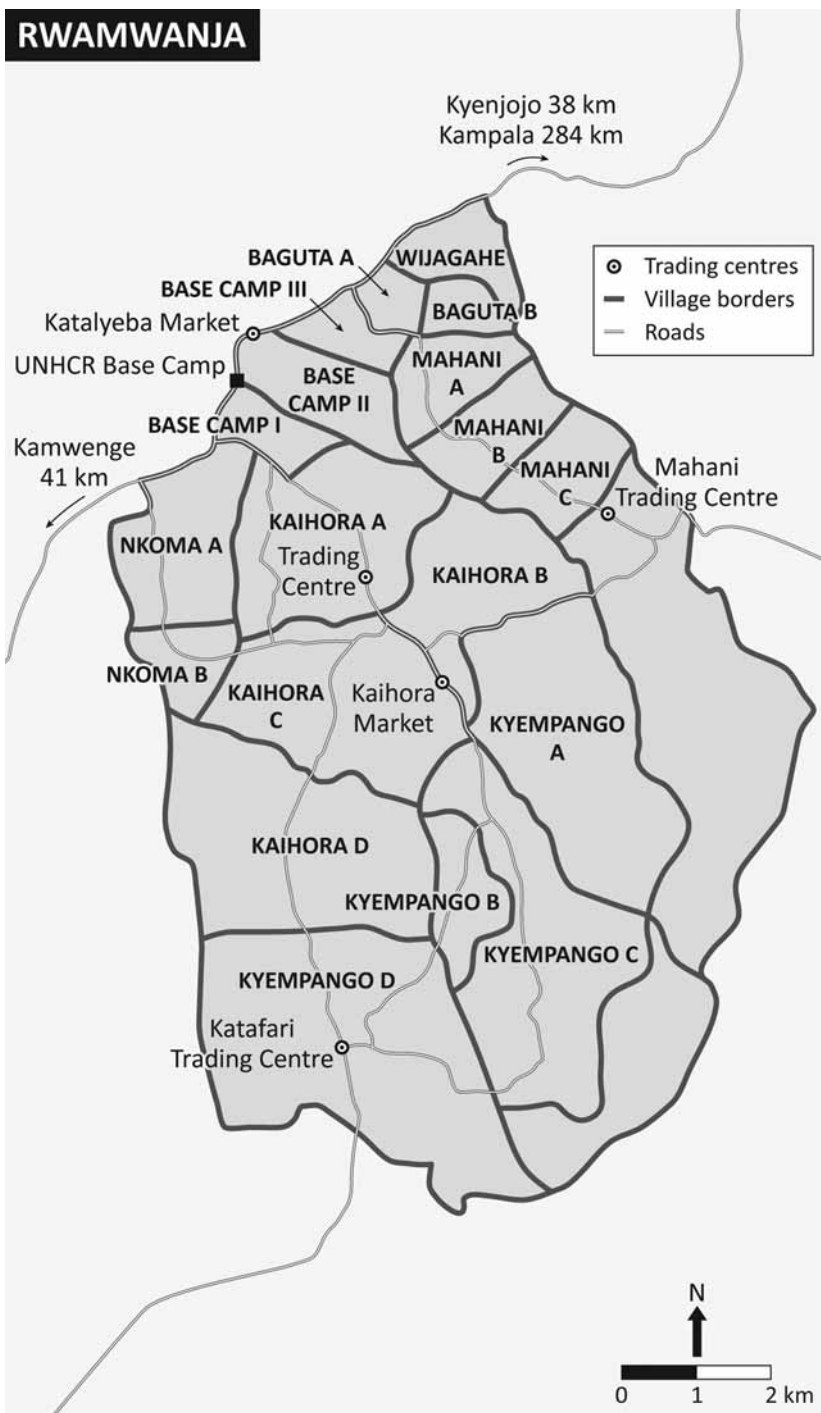 RWAMWANJA
Kyenjojo 38 km
Kampala 284 km
BAGUTA A
WIJAGAHE
BASE CAMP III
BAGUTA B
Katalyeba Market
UNHCR Base Camp
MAHANI
A
BASE
CAMP II
BASE CAMP I
MAHANI
B
MAHANI
C
Mahani
Trading Centre
Kamwenge
41 km
Trading centres
Village borders
Roads
NKOMA A
KAIHORA A
Trading
Centre
KAIHORA B
NKOMA B
KAIHORA
C
Kaihora
Market
KYEMPANGO
A
KAIHORA D
KYEMPANGO B
KYEMPANGO C
KYEMPANGO D
Katafari
Trading Centre
N
0 1 2 km